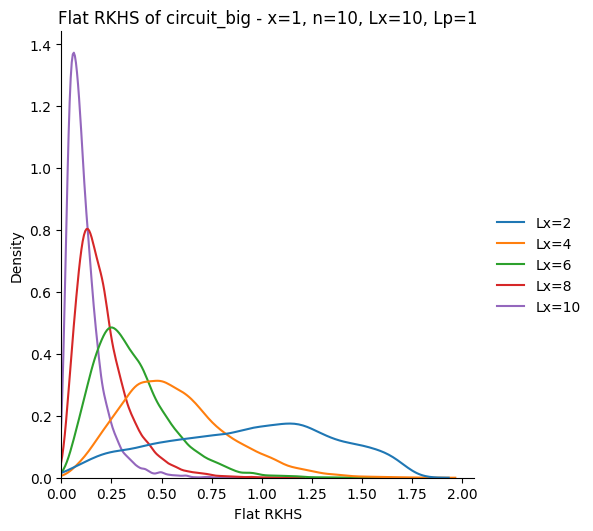 Flat RKHS of circuit_big - x=1, n=10, Lx=10, Lp=1
1.4
1.2
1.0
0.8
0.6
0.4
0.2
0.0
Density
0.00 0.25 0.50 0.75 1.00 1.25 1.50 1.75 2.00
Flat RKHS
Lx=2
Lx=4
Lx=6
Lx=8
Lx=10